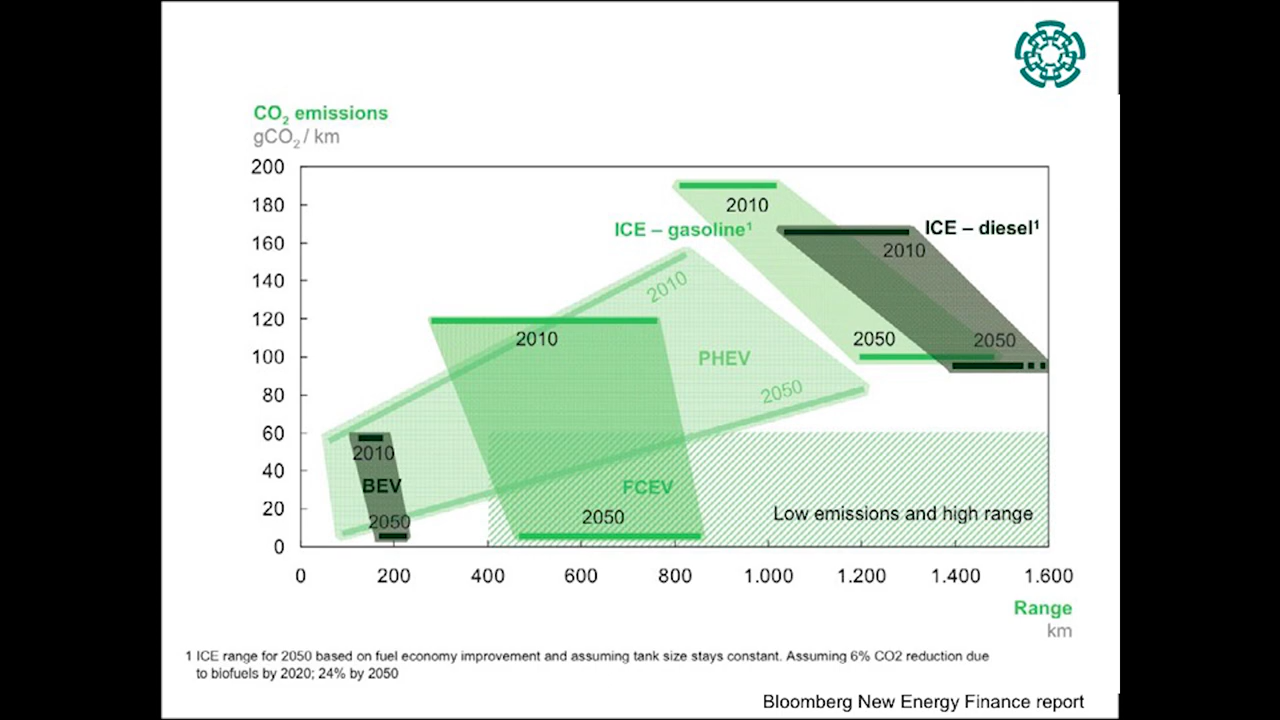 CO2 emissions
gCO2 / km
200
180
160
140
120
100
80
60
40
20
0
2010
ICE – gasoline¹
ICE – diesel¹
2010
2010
2010
2050
2050
PHEV
2050
2010
BEV
FCEV
2050
2050
Low emissions and high range
0 200 400 600 800 1.000 1.200 1.400 1.600
Range
km
1 ICE range for 2050 based on fuel economy improvement and assuming tank size stays constant. Assuming 6% CO2 reduction due
to biofuels by 2020; 24% by 2050
Bloomberg New Energy Finance report